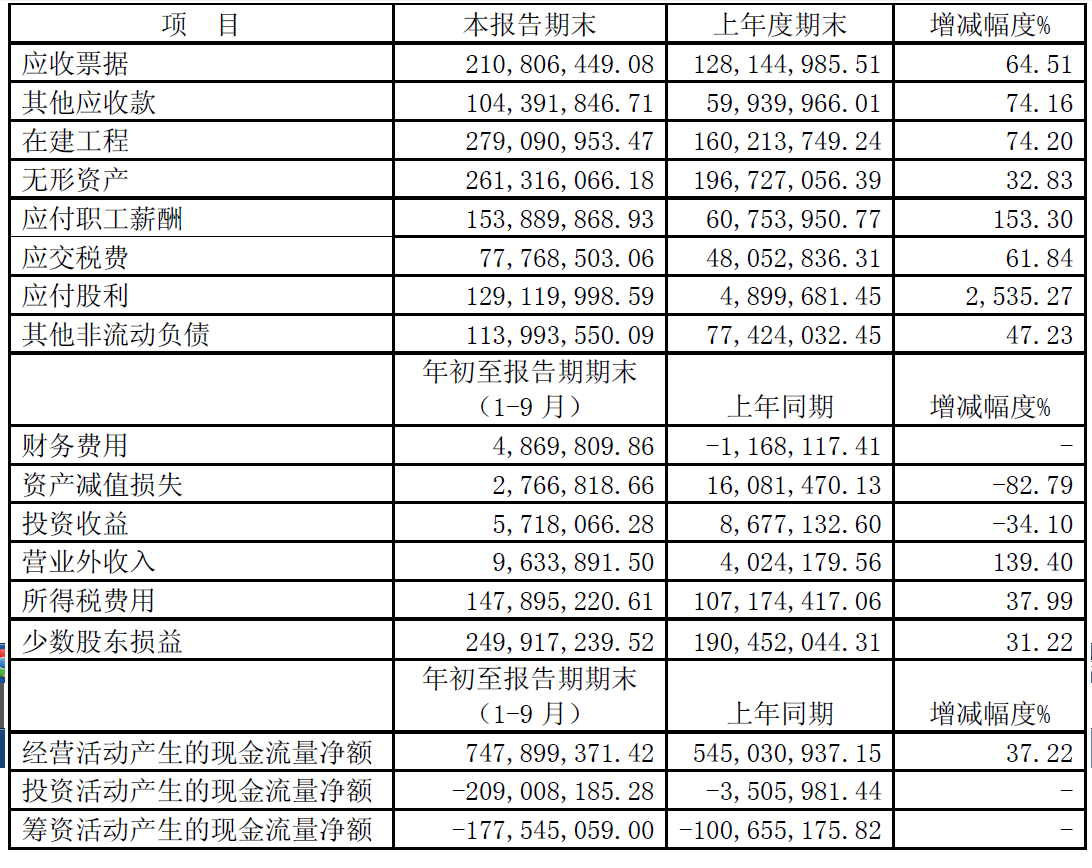 项 目 本报告期末 上年度期末 增减幅度%
应收票据 210,806,449.08 128,144,985.51 64.51
其他应收款 104,391,846.71 59,939,966.01 74.16
在建工程 279,090,953.47 160,213,749.24 74.20
无形资产 261,316,066.18 196,727,056.39 32.83
应付职工薪酬 153,889,868.93 60,753,950.77 153.30
应交税费 77,768,503.06 48,052,836.31 61.84
应付股利 129,119,998.59 4,899,681.45 2,535.27
其他非流动负债 113,993,550.09 77,424,032.45 47.23
年初至报告期期末
（1-9 月） 上年同期 增减幅度%
财务费用 4,869,809.86 -1,168,117.41 -
资产减值损失 2,766,818.66 16,081,470.13 -82.79
投资收益 5,718,066.28 8,677,132.60 -34.10
营业外收入 9,633,891.50 4,024,179.56 139.40
所得税费用 147,895,220.61 107,174,417.06 37.99
少数股东损益 249,917,239.52 190,452,044.31 31.22
年初至报告期期末
（1-9 月） 上年同期 增减幅度%
经营活动产生的现金流量净额 747,899,371.42 545,030,937.15 37.22
投资活动产生的现金流量净额 -209,008,185.28 -3,505,981.44 -
筹资活动产生的现金流量净额 -177,545,059.00 -100,655,175.82 -